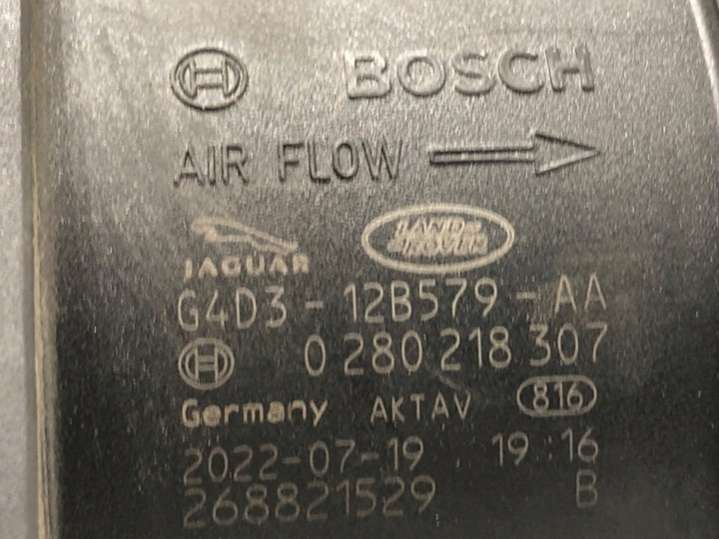 BOSCH
AIR FLOW
JAGUAR
LAND ROVER
G4D3-12B579-AA
0 280 218 307
Germany AKTAV 816
2022-07-19 19:16
268821529 B